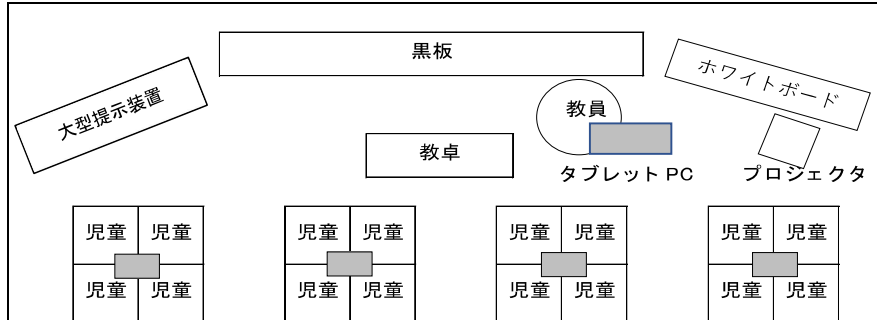 黒板
ホワイトボード
大型提示装置
教員
教卓
タブレットPC
プロジェクタ
児童 児童 児童 児童 児童 児童 児童 児童
児童 児童 児童 児童 児童 児童 児童 児童